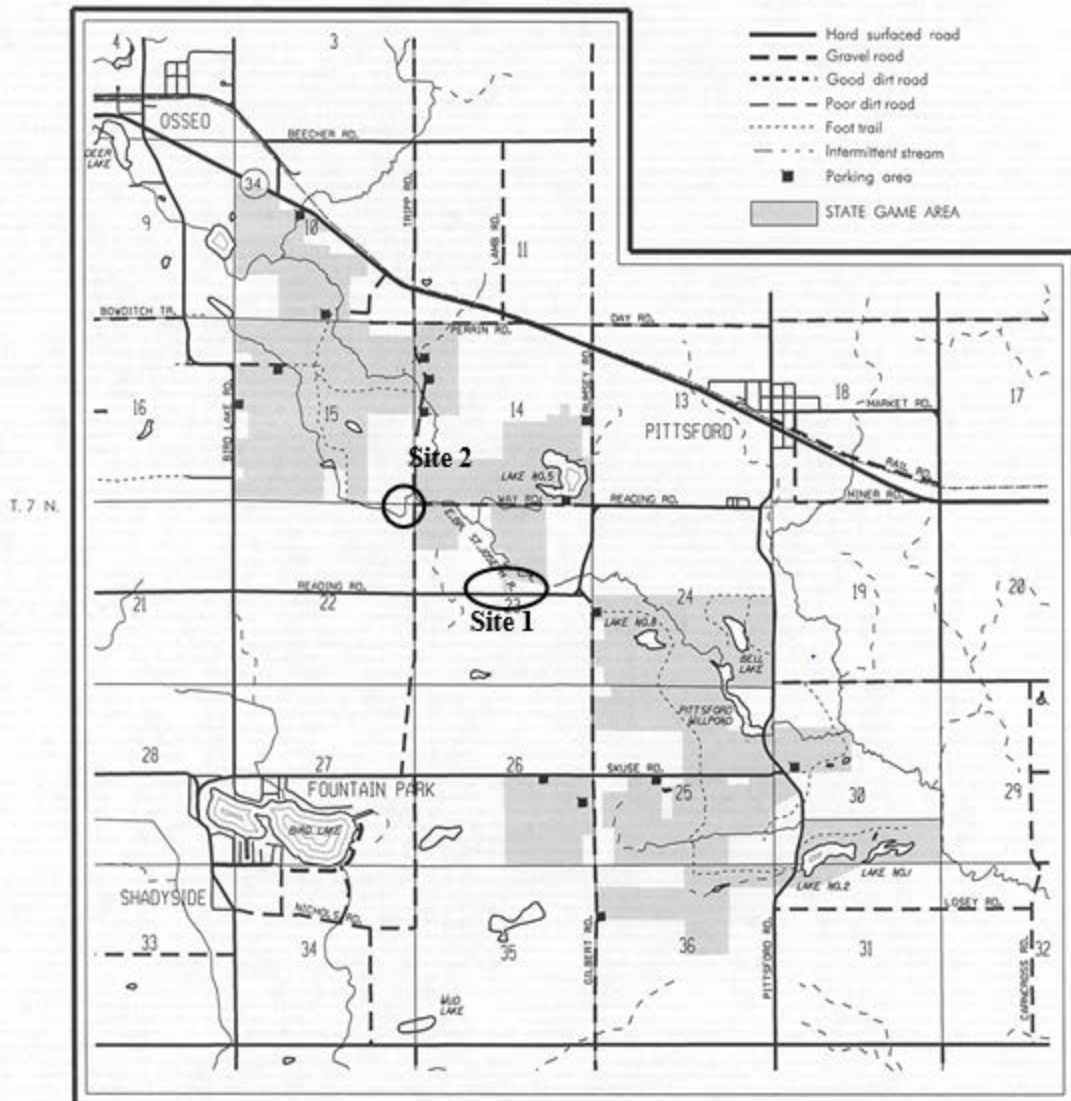 Hard surfaced road
Gravel road
Good dirt road
Poor dirt road
Foot trail
Intermittent stream
Parking area
STATE GAME AREA
4
3
OSSEO
BEECHER RD.
DEER
LAKE
34
TRIPP RD.
LAMB RD.
9
10
11
BOWDITCH TR.
PERRIN RD.
DAY RD.
RUMSEY RD.
16
BIRD LAKE RD.
15
14
13
18
17
MARKET RD.
PITTSFORD
Site 2
LAKE NO.5
RAIL RD.
T. 7 N.
WAY RD.
READING RD.
HINER RD.
E.BR. ST.JOSEPH R.
READING RD.
21
22
23
24
19
20
Site 1
LAKE NO.8
BELL
LAKE
PITTSFORD
MILLPOND
28
27
26
SKUSE RD.
25
30
29
FOUNTAIN PARK
BIRD LAKE
SHADYSIDE
LAKE NO.2
LAKE NO.1
NICHOLS RD.
LOSEY RD.
33
34
35
GILBERT RD.
36
PITTSFORD RD.
31
CARNCROSS RD.
32
MUD
LAKE